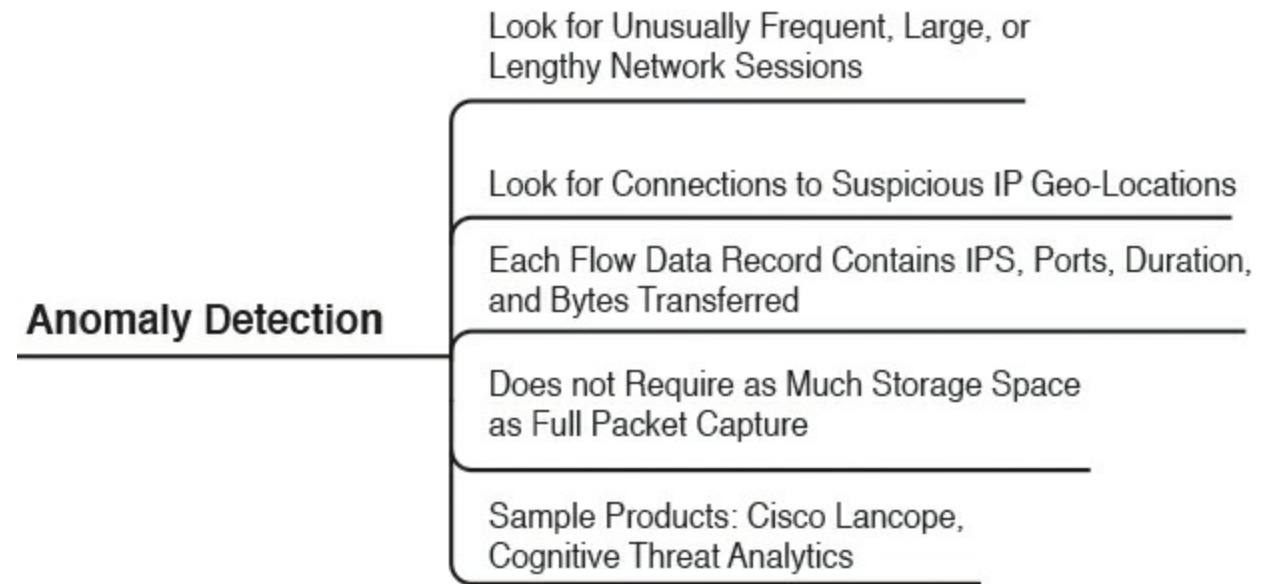 Look for Unusually Frequent, Large, or
Lengthy Network Sessions
Look for Connections to Suspicious IP Geo-Locations
Each Flow Data Record Contains IPS, Ports, Duration,
and Bytes Transferred
Anomaly Detection
Does not Require as Much Storage Space
as Full Packet Capture
Sample Products: Cisco Lancope,
Cognitive Threat Analytics